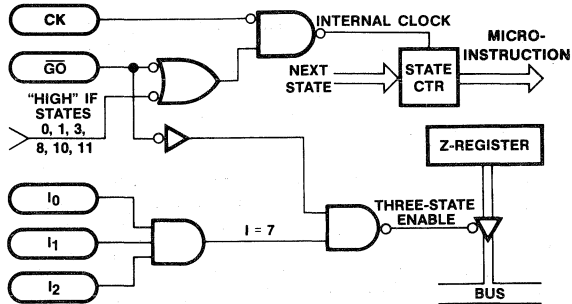 CK
INTERNAL CLOCK
MICRO-
INSTRUCTION
GO
NEXT
STATE
STATE
CTR
"HIGH" IF
STATES
0, 1, 3,
8, 10, 11
Z-REGISTER
I0
I1
I2
I = 7
THREE-STATE
ENABLE
BUS